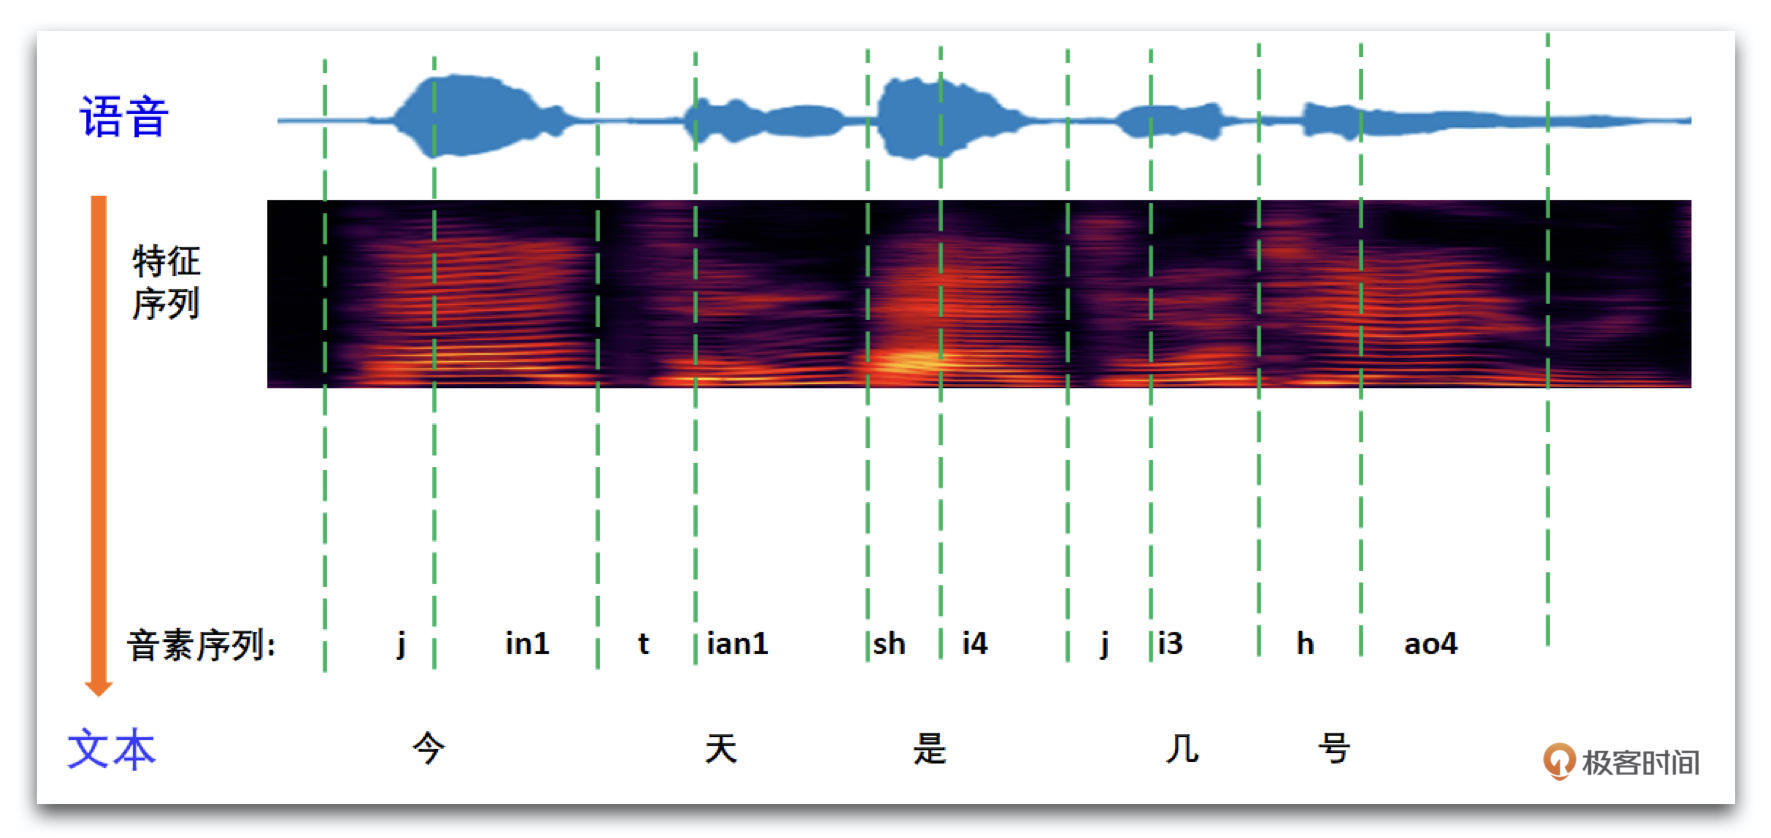 语音
特征
序列
音素序列: j in1 t ian1 sh i4 j i3 h ao4
文本 今 天 是 几 号
极客时间